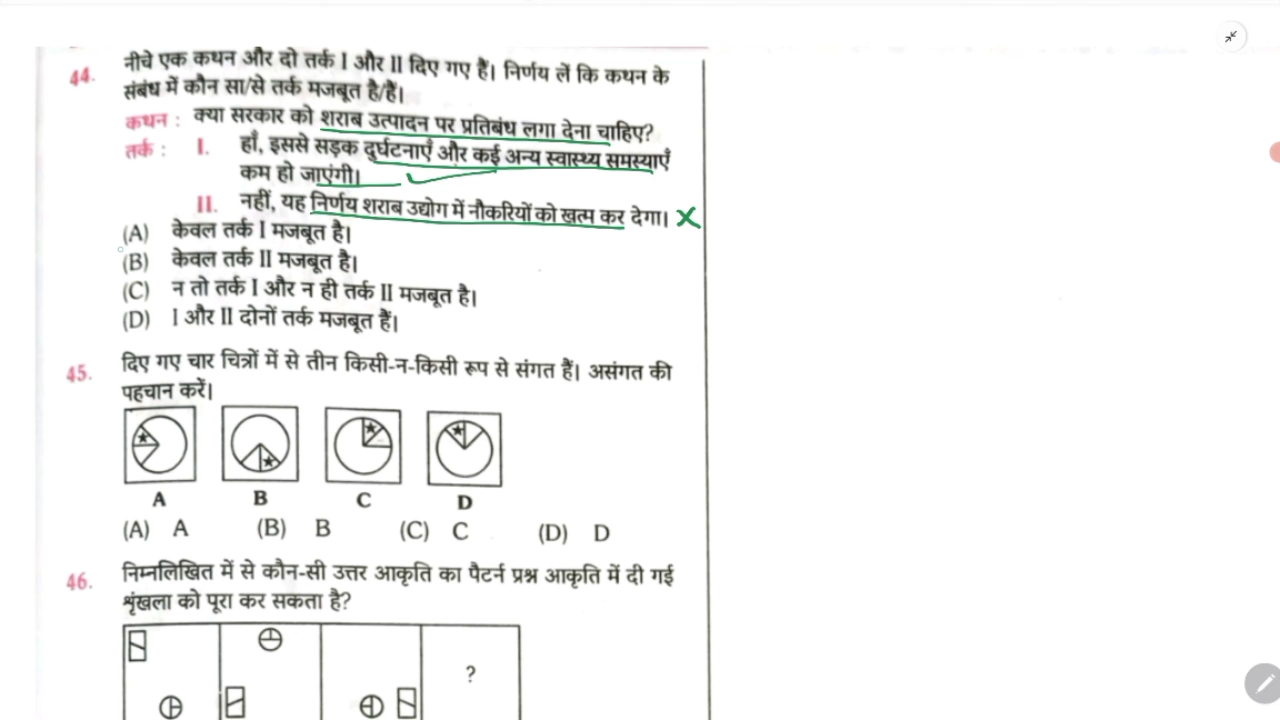 44. नीचे एक कथन और दो तर्क I और II दिए गए हैं। निर्णय लें कि कथन के
संबंध में कौन सा/से तर्क मजबूत है/हैं।
कथन : क्या सरकार को शराब उत्पादन पर प्रतिबंध लगा देना चाहिए?
तर्क : I. हाँ, इससे सड़क दुर्घटनाएँ और कई अन्य स्वास्थ्य समस्याएँ
कम हो जाएंगी।
II. नहीं, यह निर्णय शराब उद्योग में नौकरियों को खत्म कर देगा।
(A) केवल तर्क I मजबूत है।
(B) केवल तर्क II मजबूत है।
(C) न तो तर्क I और न ही तर्क II मजबूत है।
(D) I और II दोनों तर्क मजबूत हैं।
45. दिए गए चार चित्रों में से तीन किसी-न-किसी रूप से संगत हैं। असंगत की
पहचान करें।
A B C D
(A) A (B) B (C) C (D) D
46. निम्नलिखित में से कौन-सी उत्तर आकृति का पैटर्न प्रश्न आकृति में दी गई
शृंखला को पूरा कर सकता है?
?